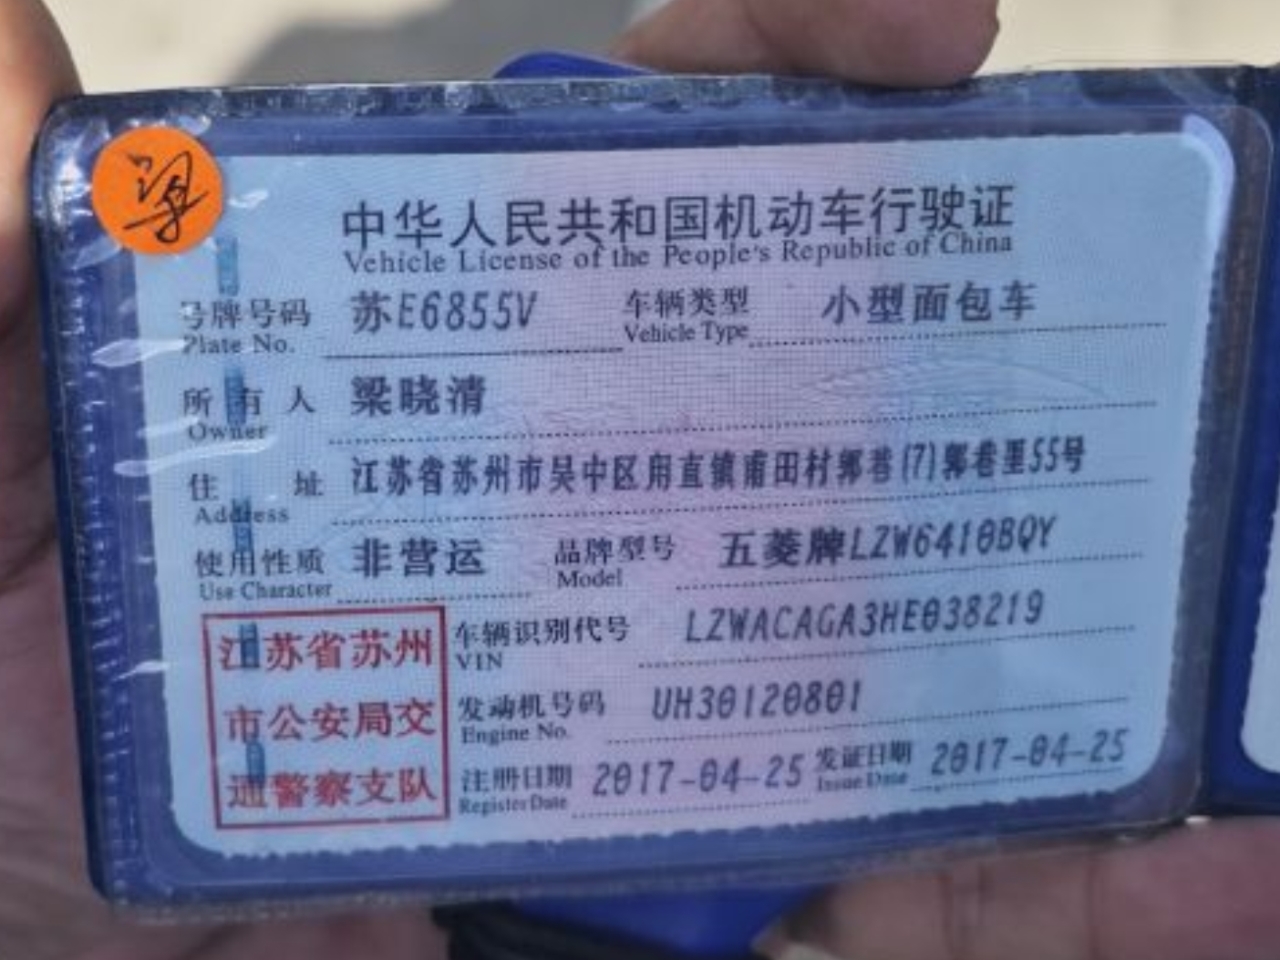 中华人民共和国机动车行驶证
Vehicle License of the People's Republic of China
号牌号码 苏E6855V 车辆类型 小型面包车
Plate No. Vehicle Type
所有人 梁晓清
Owner
住址 江苏省苏州市吴中区甪直镇甫田村郭巷(7)郭巷里55号
Address
使用性质 非营运 品牌型号 五菱牌LZW6410BQY
Use Character Model
江苏省苏州
市公安局交
通警察支队
车辆识别代号 LZWACAGA3HE038219
VIN
发动机号码 UH30120801
Engine No.
注册日期 2017-04-25 发证日期 2017-04-25
Register Date Issue Date